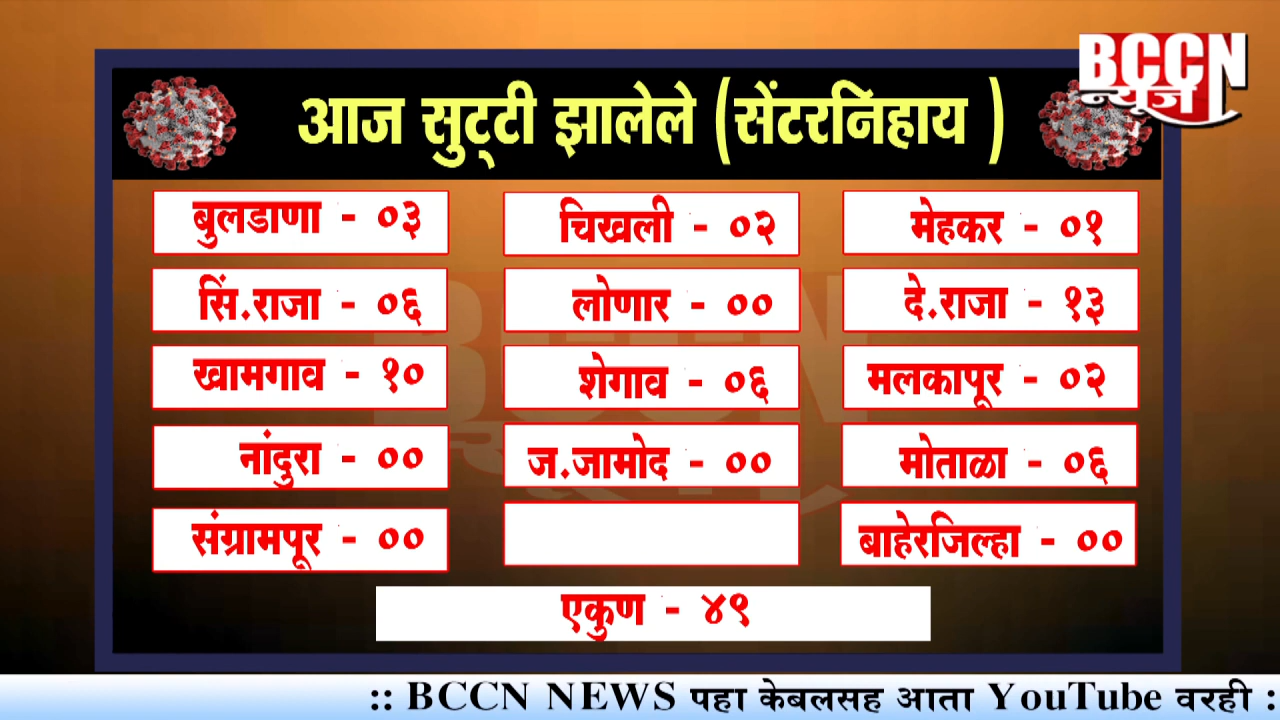 BCCN
न्यूज
आज सुट्टी झालेले (सेंटरनिहाय )
बुलडाणा - ०३
चिखली - ०२
मेहकर - ०१
सिं.राजा - ०६
लोणार - ००
दे.राजा - १३
खामगाव - १०
शेगाव - ०६
मलकापूर - ०२
नांदुरा - ००
ज.जामोद - ००
मोताळा - ०६
संग्रामपूर - ००
बाहेरजिल्हा - ००
एकुण - ४९
:: BCCN NEWS पहा केबलसह आता YouTube वरही :